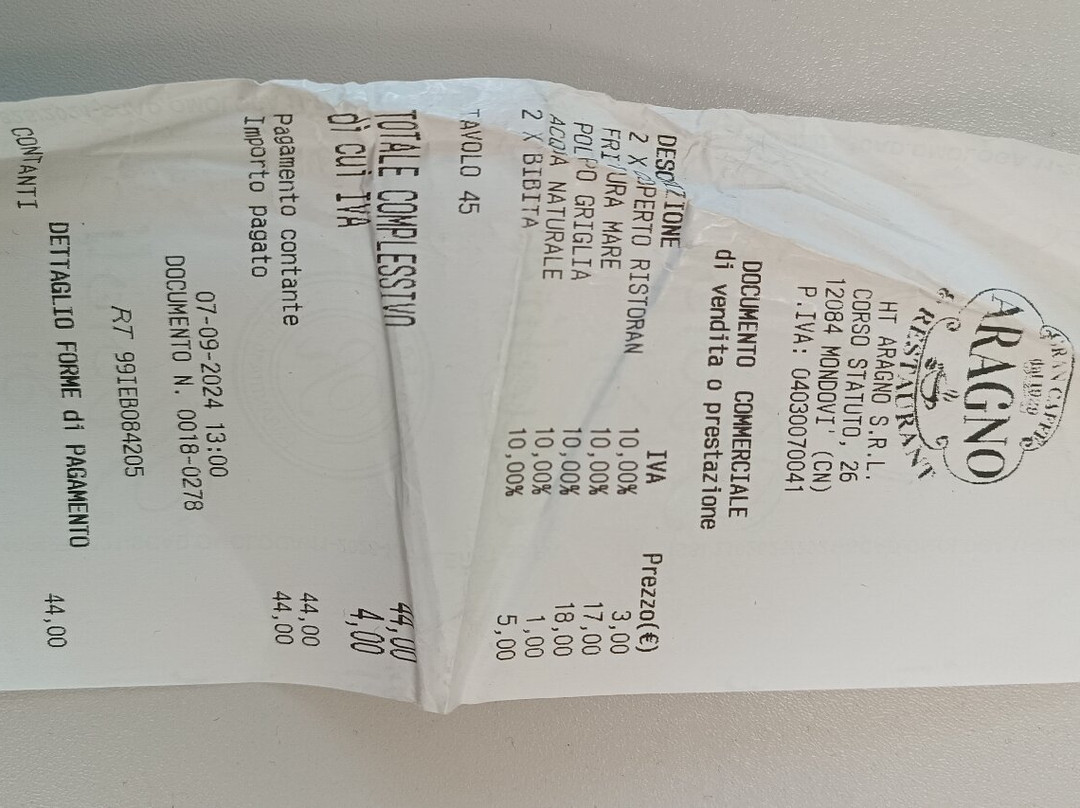 GRAN CAFFÈ
dal 1929
ARAGNO
RESTAURANT
HT ARAGNO S.R.L.
CORSO STATUTO, 26
12084 MONDOVI' (CN)
P.IVA: 04030070041
DOCUMENTO COMMERCIALE
di vendita o prestazione
DESCRIZIONE IVA Prezzo(€)
2 X COPERTO RISTORAN 10,00% 3,00
FRITURA MARE 10,00% 17,00
POLPO GRIGLIA 10,00% 18,00
ACQUA NATURALE 10,00% 1,00
2 X BIBITA 10,00% 5,00
TAVOLO 45
TOTALE COMPLESSIVO 44,00
di cui IVA 4,00
Pagamento contante 44,00
Importo pagato 44,00
07-09-2024 13:00
DOCUMENTO N. 0018-0278
RT 99IEB084205
DETTAGLIO FORME di PAGAMENTO
CONTANTI 44,00